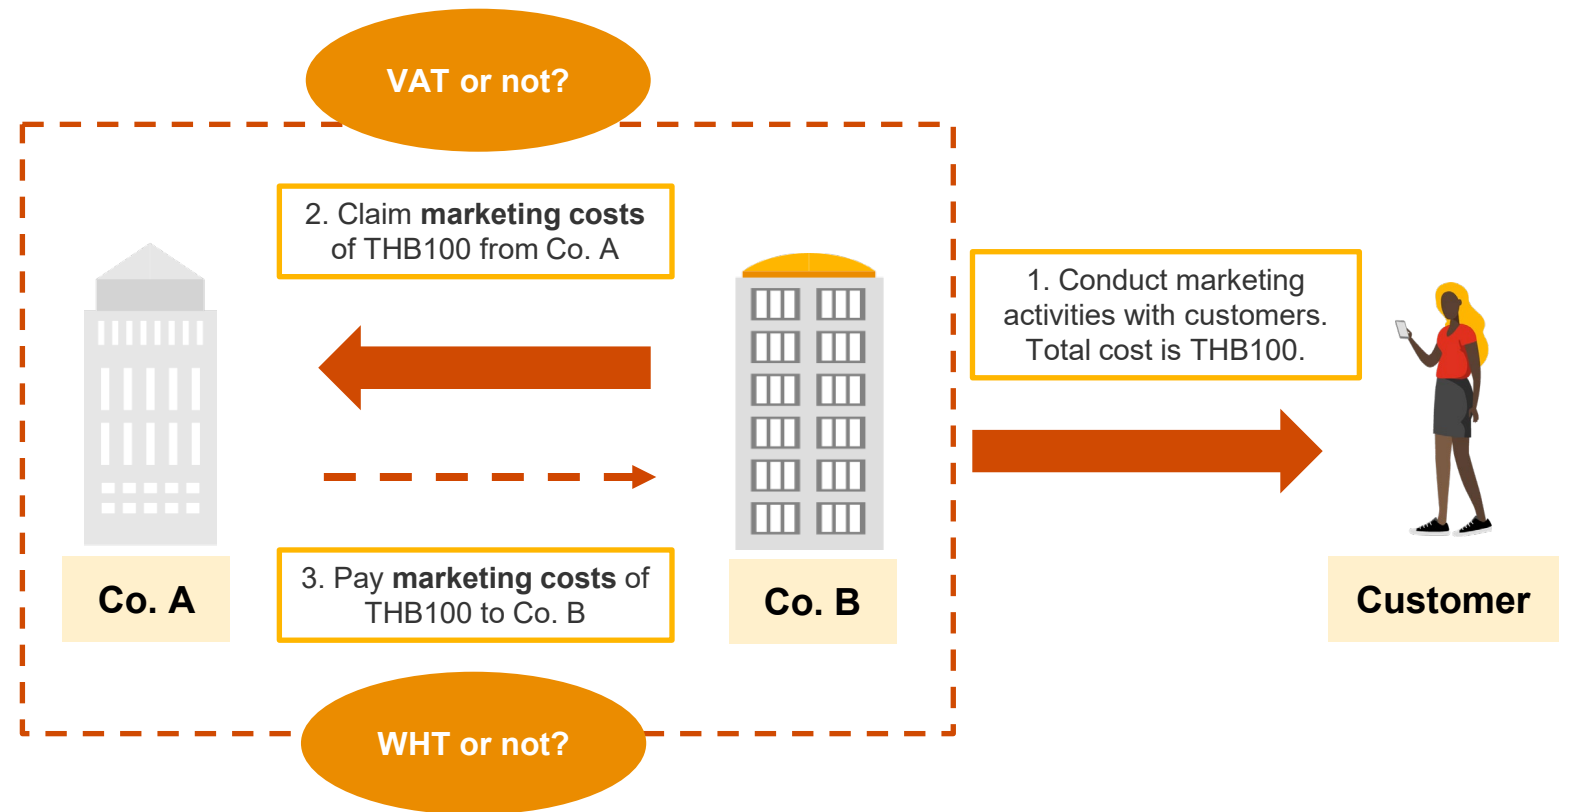 VAT or not?
2. Claim marketing costs
of THB100 from Co. A
1. Conduct marketing
activities with customers.
Total cost is THB100.
3. Pay marketing costs of
THB100 to Co. B
Co. A
Co. B
Customer
WHT or not?